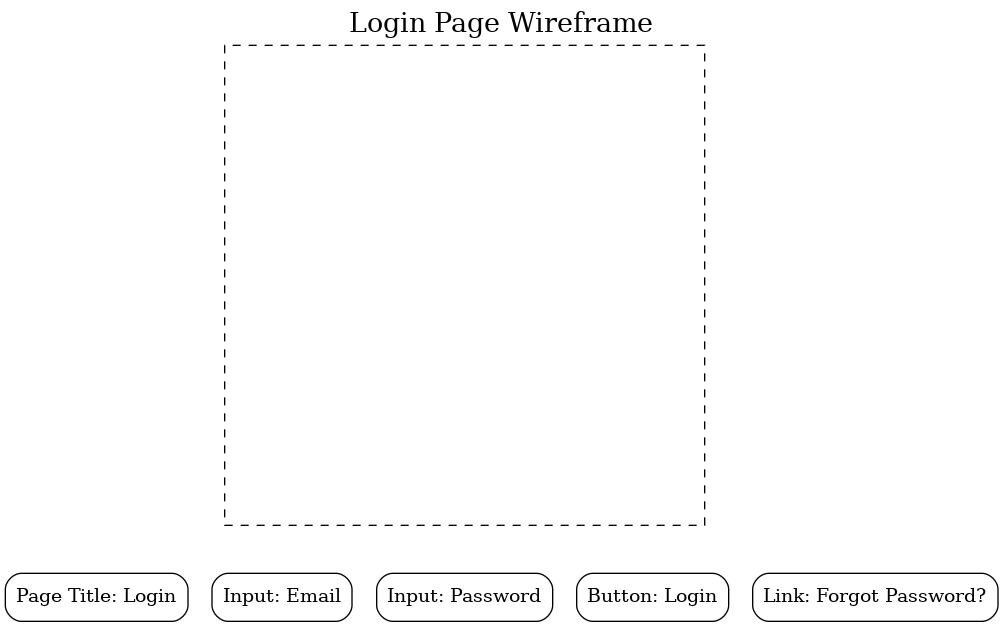 Login Page Wireframe
Page Title: Login
Input: Email
Input: Password
Button: Login
Link: Forgot Password?